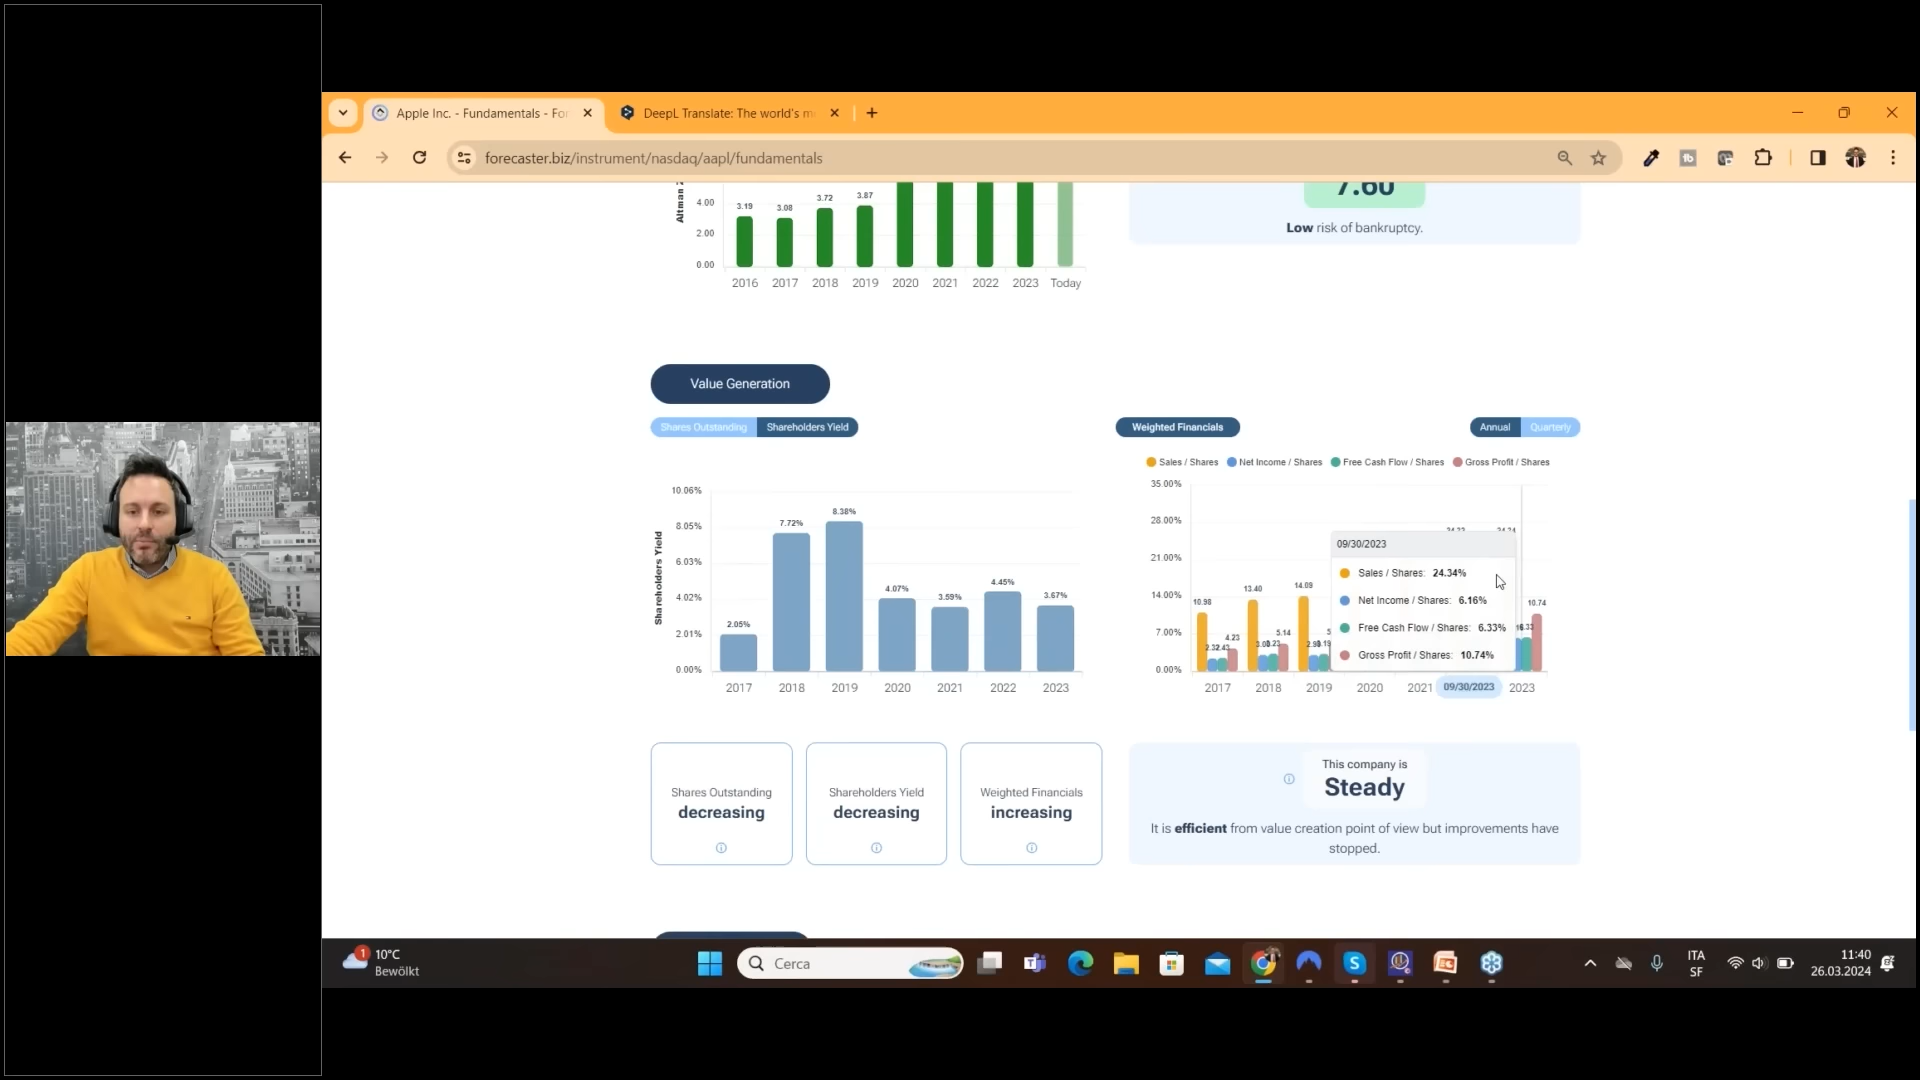 Apple Inc. - Fundamentals - For
DeepL Translate: The world's m
forecaster.biz/instrument/nasdaq/aapl/fundamentals
4.00
2.00
0.00
3.19
3.08
3.72
3.87
2016 2017 2018 2019 2020 2021 2022 2023 Today
7.60
Low risk of bankruptcy.
Value Generation
Shares Outstanding Shareholders Yield
Weighted Financials
Annual Quarterly
Sales / Shares Net Income / Shares Free Cash Flow / Shares Gross Profit / Shares
Shareholders Yield
10.06%
8.05%
6.03%
4.02%
2.01%
0.00%
2.05%
7.72%
8.38%
4.07%
3.59%
4.45%
3.67%
2017 2018 2019 2020 2021 2022 2023
35.00%
28.00%
21.00%
14.00%
7.00%
0.00%
10.98
4.23
13.40
5.14
14.09
10.74
09/30/2023
Sales / Shares: 24.34%
Net Income / Shares: 6.16%
Free Cash Flow / Shares: 6.33%
Gross Profit / Shares: 10.74%
2017 2018 2019 2020 2021 09/30/2023 2023
Shares Outstanding
decreasing
Shareholders Yield
decreasing
Weighted Financials
increasing
This company is
Steady
It is efficient from value creation point of view but improvements have
stopped.
1
10°C
Bewölkt
Cerca
ITA
SF
11:40
26.03.2024